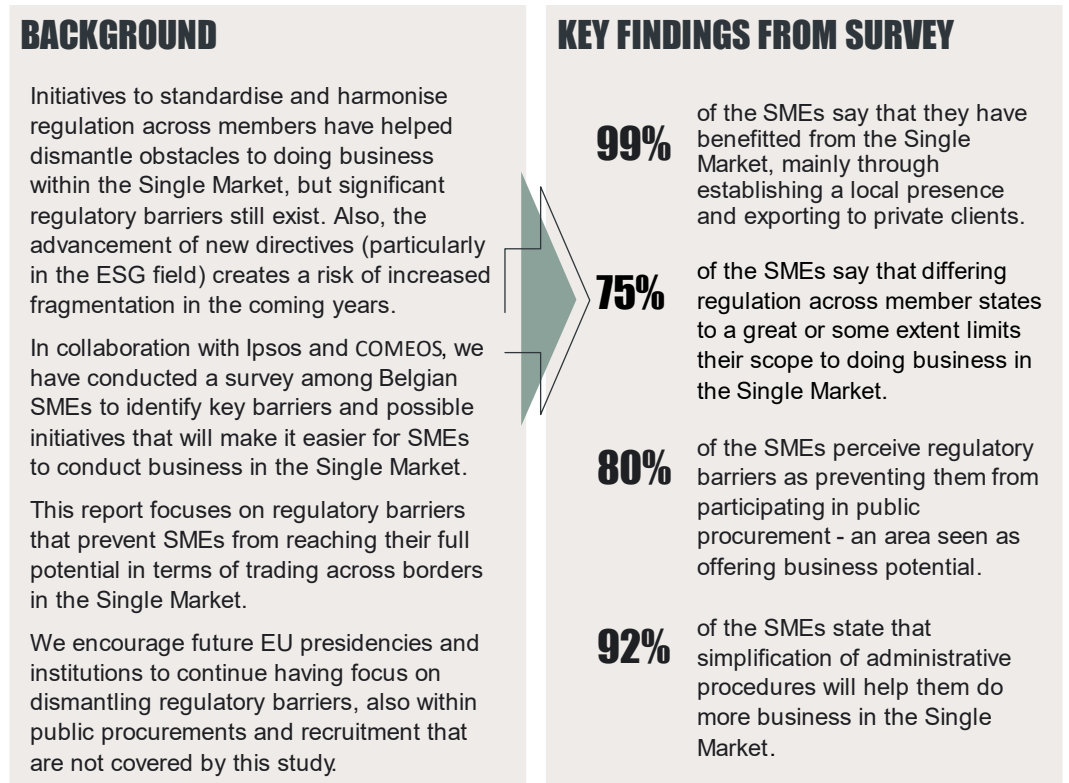 BACKGROUND
Initiatives to standardise and harmonise
regulation across members have helped
dismantle obstacles to doing business
within the Single Market, but significant
regulatory barriers still exist. Also, the
advancement of new directives (particularly
in the ESG field) creates a risk of increased
fragmentation in the coming years.
In collaboration with Ipsos and COMEOS, we
have conducted a survey among Belgian
SMEs to identify key barriers and possible
initiatives that will make it easier for SMEs
to conduct business in the Single Market.
This report focuses on regulatory barriers
that prevent SMEs from reaching their full
potential in terms of trading across borders
in the Single Market.
We encourage future EU presidencies and
institutions to continue having focus on
dismantling regulatory barriers, also within
public procurements and recruitment that
are not covered by this study.
KEY FINDINGS FROM SURVEY
99%
of the SMEs say that they have
benefitted from the Single
Market, mainly through
establishing a local presence
and exporting to private clients.
75%
of the SMEs say that differing
regulation across member states
to a great or some extent limits
their scope to doing business in
the Single Market.
80%
of the SMEs perceive regulatory
barriers as preventing them from
participating in public
procurement - an area seen as
offering business potential.
92%
of the SMEs state that
simplification of administrative
procedures will help them do
more business in the Single
Market.